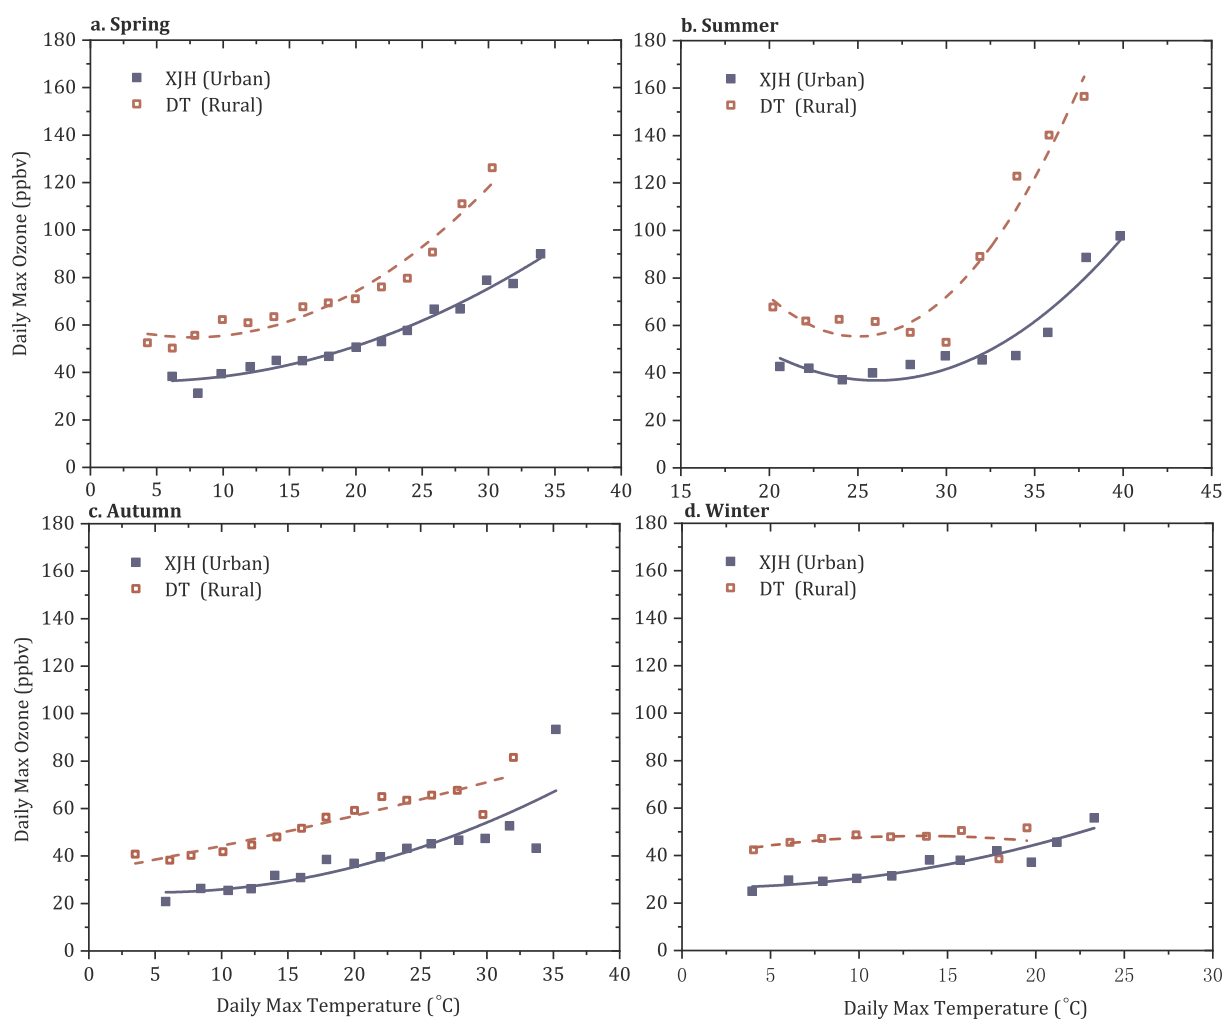 a. Spring
180
160
140
120
100
80
60
40
20
0
XJH (Urban)
DT (Rural)
Daily Max Ozone (ppbv)
0 5 10 15 20 25 30 35 40
b. Summer
180
160
140
120
100
80
60
40
20
0
XJH (Urban)
DT (Rural)
15 20 25 30 35 40 45
c. Autumn
180
160
140
120
100
80
60
40
20
0
XJH (Urban)
DT (Rural)
Daily Max Ozone (ppbv)
0 5 10 15 20 25 30 35 40
Daily Max Temperature (°C)
d. Winter
180
160
140
120
100
80
60
40
20
0
XJH (Urban)
DT (Rural)
0 5 10 15 20 25 30
Daily Max Temperature (°C)